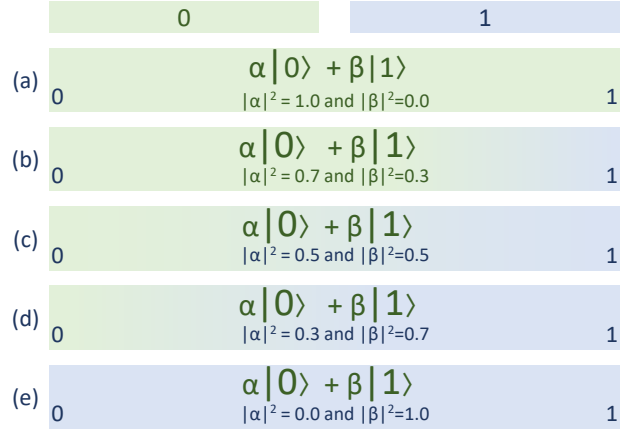 0 1
(a) α|0⟩ + β|1⟩
0 |α|² = 1.0 and |β|²=0.0 1
(b) α|0⟩ + β|1⟩
0 |α|² = 0.7 and |β|²=0.3 1
(c) α|0⟩ + β|1⟩
0 |α|² = 0.5 and |β|²=0.5 1
(d) α|0⟩ + β|1⟩
0 |α|² = 0.3 and |β|²=0.7 1
(e) α|0⟩ + β|1⟩
0 |α|² = 0.0 and |β|²=1.0 1